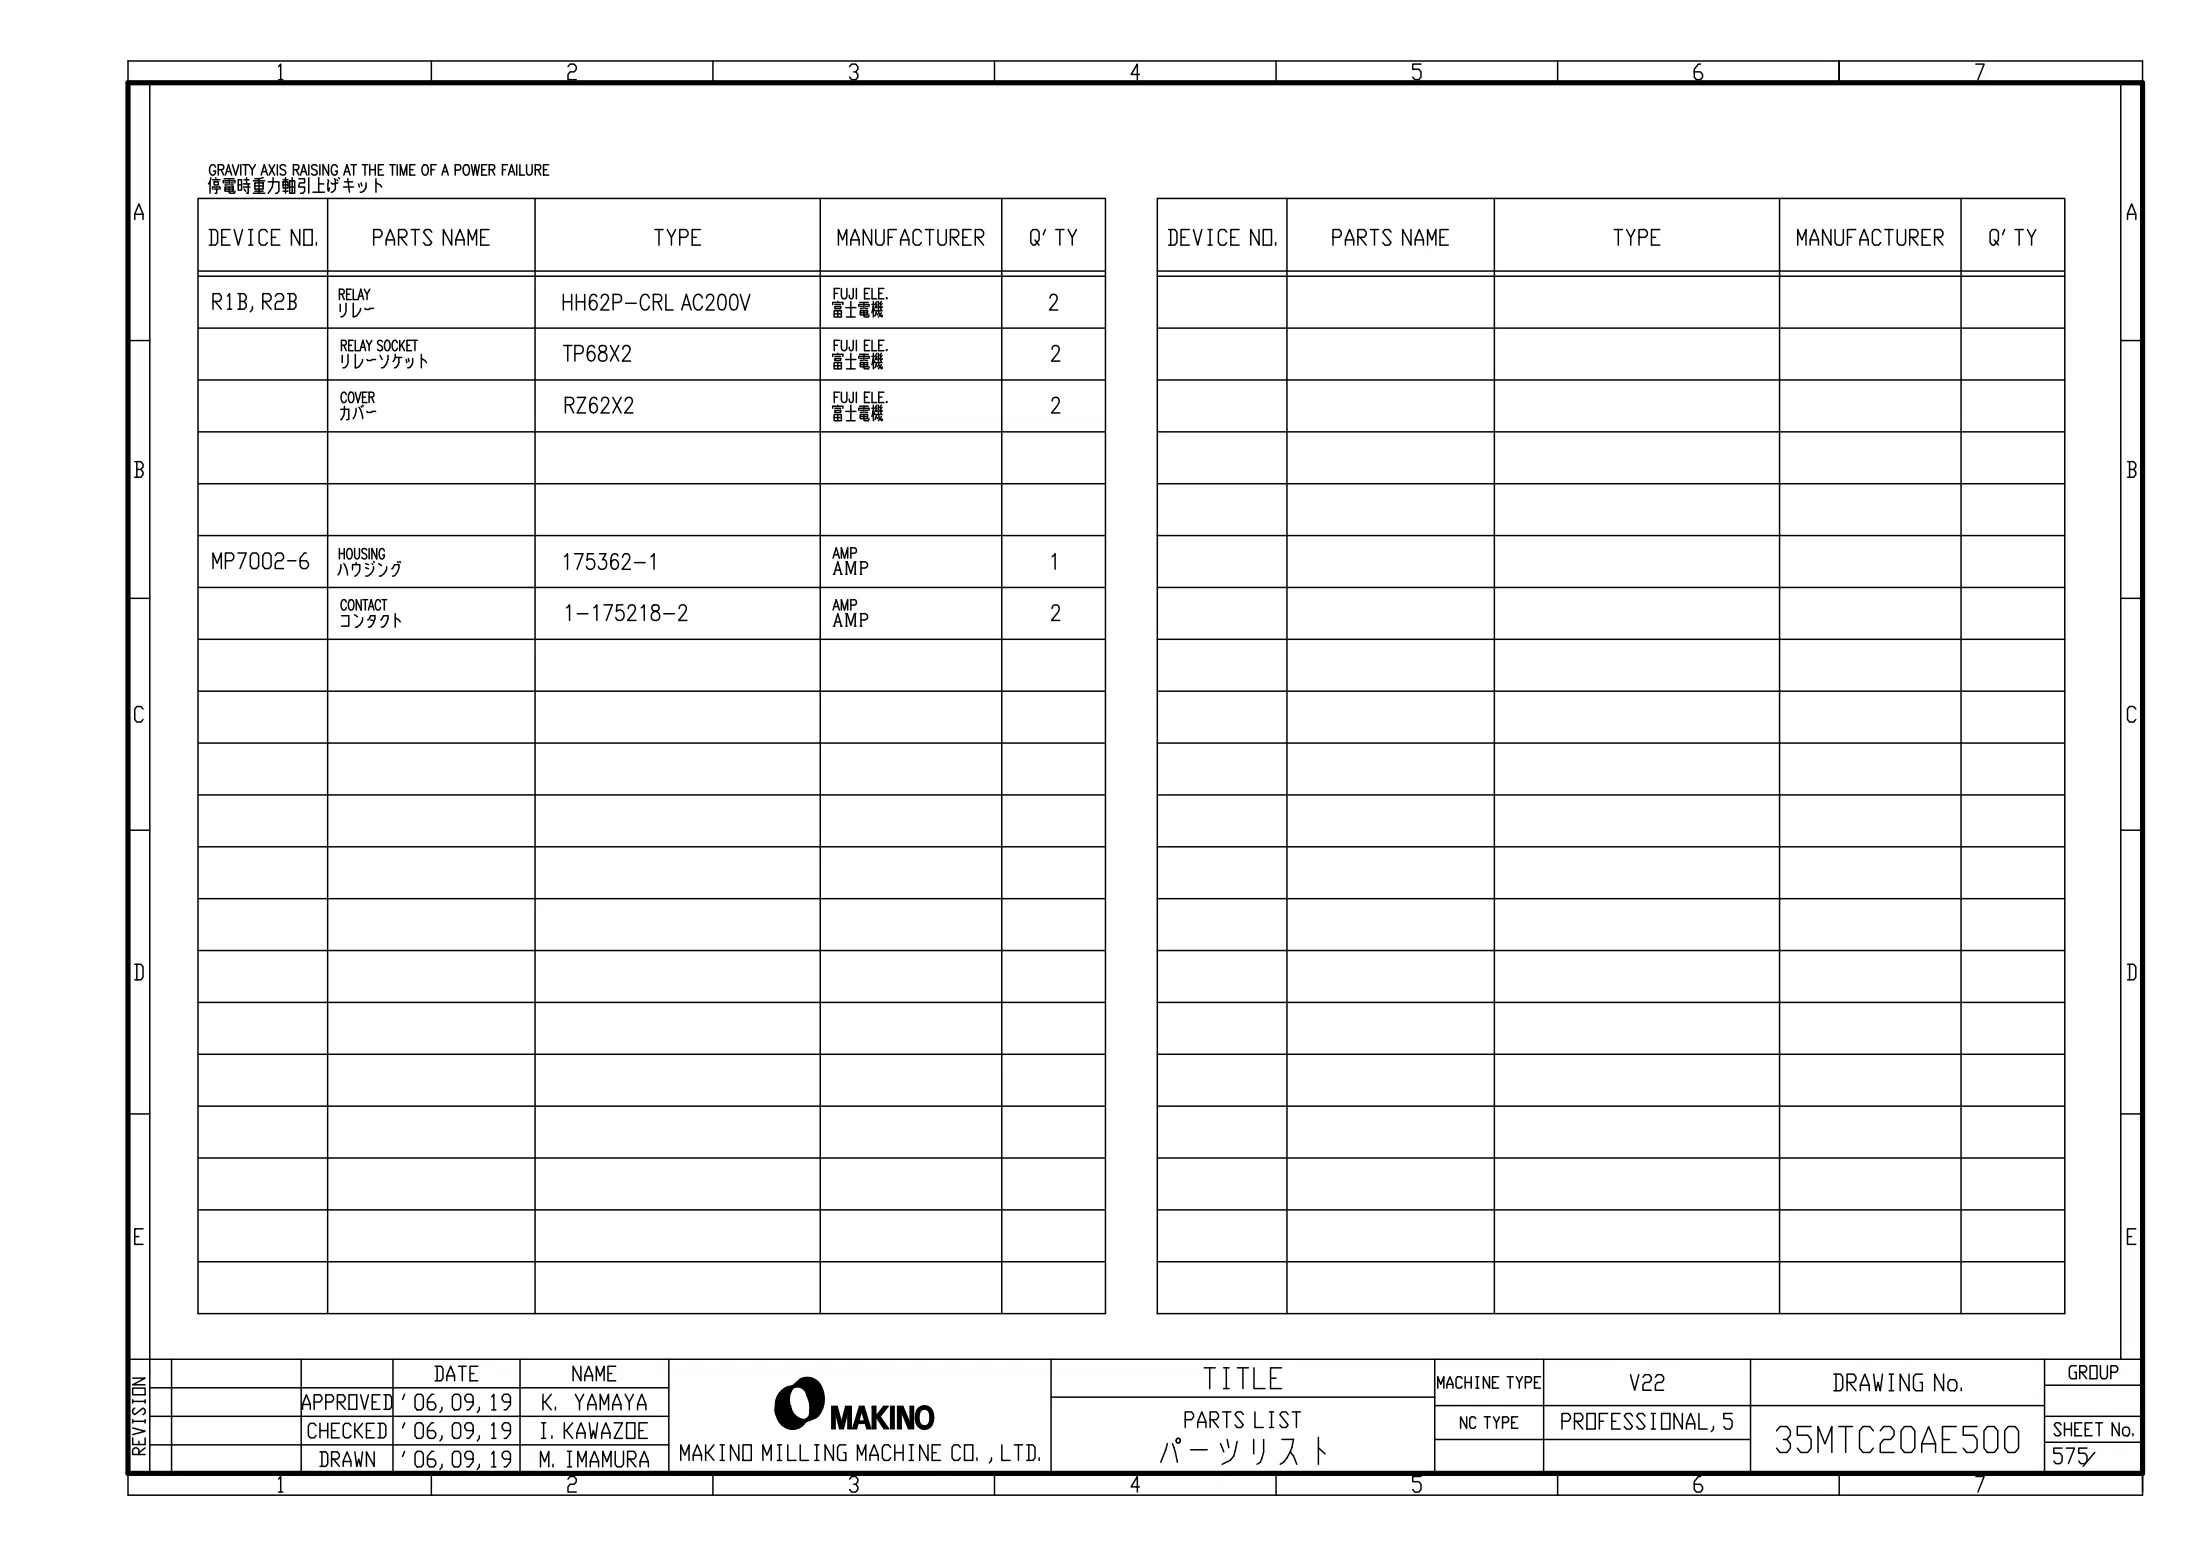 1 2 3 4 5 6 7
GRAVITY AXIS RAISING AT THE TIME OF A POWER FAILURE
停電時重力軸引上げキット
A A
DEVICE NO. PARTS NAME TYPE MANUFACTURER Q' TY DEVICE NO. PARTS NAME TYPE MANUFACTURER Q' TY
R1B, R2B RELAY HH62P-CRL AC200V FUJI ELE. 2
リレー 富士電機
RELAY SOCKET TP68X2 FUJI ELE. 2
リレーソケット 富士電機
COVER RZ62X2 FUJI ELE. 2
カバー 富士電機
B B
MP7002-6 HOUSING 175362-1 AMP 1
ハウジング AMP
CONTACT 1-175218-2 AMP 2
コンタクト AMP
C C
D D
E E
REVISION
DATE NAME
APPROVED '06, 09, 19 K. YAMAYA
CHECKED '06, 09, 19 I. KAWAZOE
DRAWN '06, 09, 19 M. IMAMURA
MAKINO
MAKINO MILLING MACHINE CO. , LTD.
TITLE
PARTS LIST
パーツリスト
MACHINE TYPE V22
NC TYPE PROFESSIONAL, 5
DRAWING No.
35MTC20AE500
GROUP
SHEET No.
575/
1 2 3 4 5 6 7